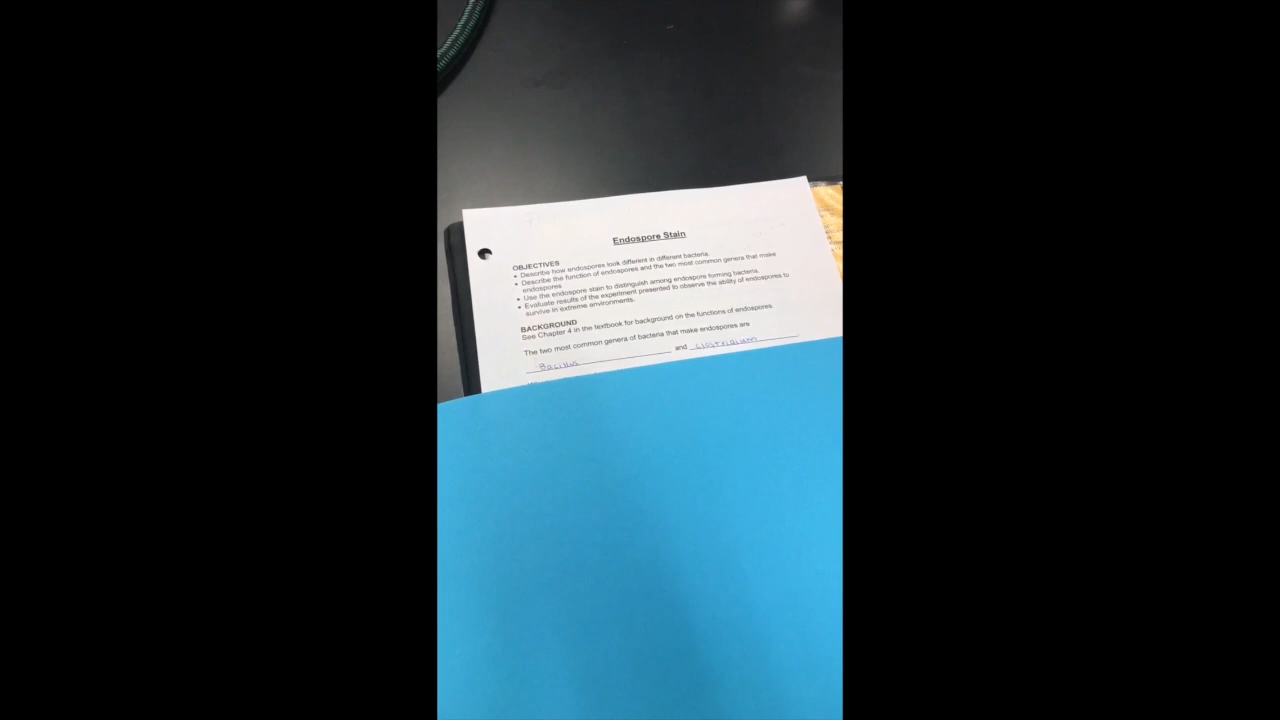 Endospore Stain
OBJECTIVES
• Describe how endospores look different in different bacteria.
• Describe the function of endospores and the two most common genera that make
endospores
• Use the endospore stain to distinguish among endospore forming bacteria.
• Evaluate results of the experiment presented to observe the ability of endospores to
survive in extreme environments.
BACKGROUND
See Chapter 4 in the textbook for background on the functions of endospores.
The two most common genera of bacteria that make endospores are
Bacillus and Clostridium